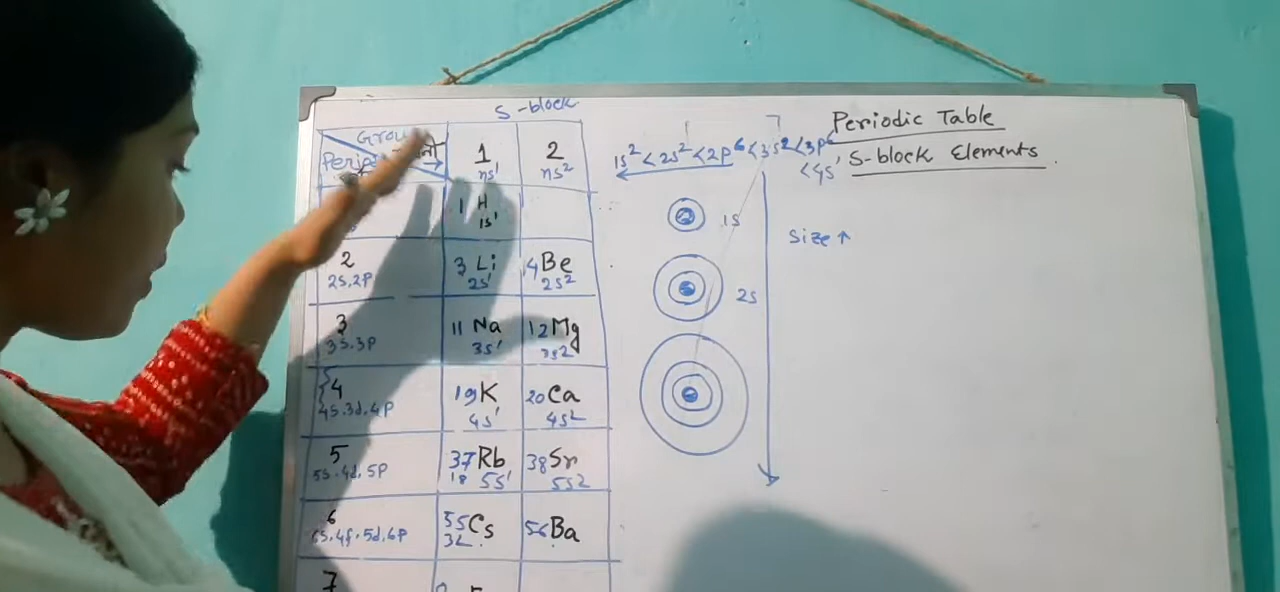 S-block
Group
1 2
ns¹ ns²
1 H
1s¹
2
2s.2p
3 Li
2s¹
4 Be
2s²
3
3s.3p
11 Na
3s¹
12 Mg
3s2
4
4s.3d.4p
19 K
4s¹
20 Ca
4s2
5
5s.4d.5p
37 Rb
18 5s¹
38 Sr
5s2
6
6s.4f.5d.6p
55 Cs
56 Ba
7
1s² < 2s² < 2p⁶ < 3s² < 3p⁶
< 4s¹
1s
2s
Size ↑
Periodic Table
S-block Elements.